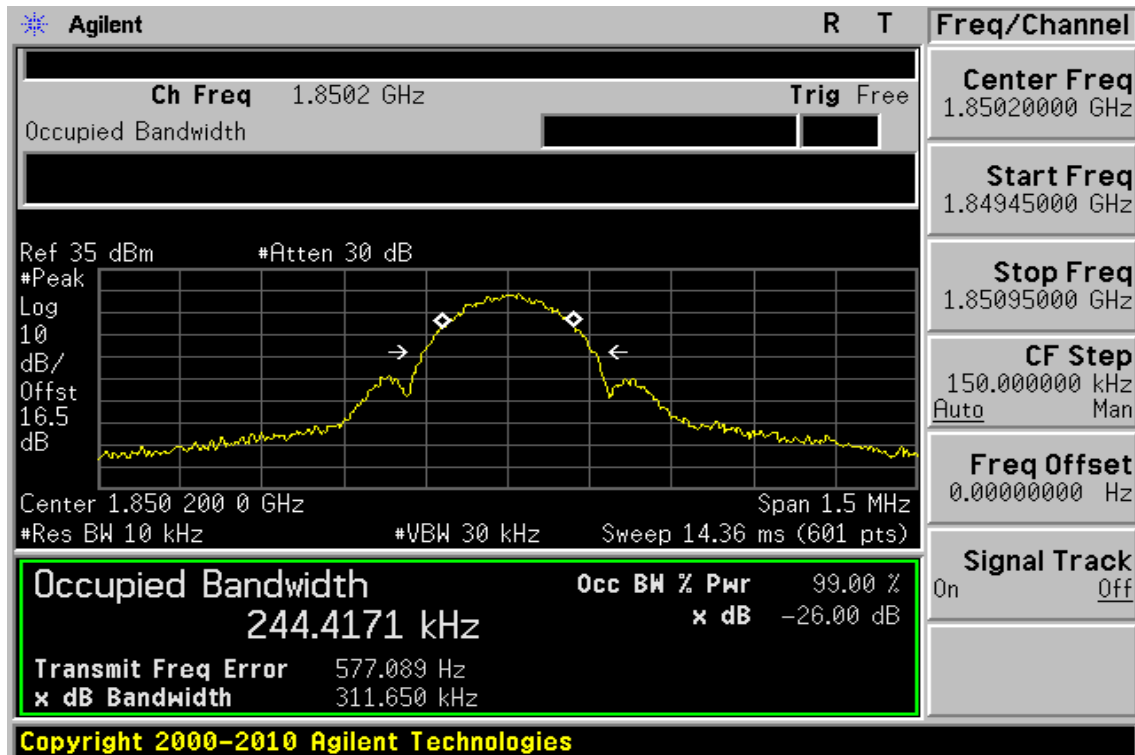 Agilent R T
Ch Freq 1.8502 GHz Trig Free
Occupied Bandwidth
Ref 35 dBm #Atten 30 dB
#Peak
Log
10
dB/
Offst
16.5
dB
Center 1.850 200 0 GHz Span 1.5 MHz
#Res BW 10 kHz #VBW 30 kHz Sweep 14.36 ms (601 pts)
Occupied Bandwidth
244.4171 kHz
Occ BW % Pwr 99.00 %
x dB -26.00 dB
Transmit Freq Error 577.089 Hz
x dB Bandwidth 311.650 kHz
Copyright 2000-2010 Agilent Technologies
Freq/Channel
Center Freq
1.85020000 GHz
Start Freq
1.84945000 GHz
Stop Freq
1.85095000 GHz
CF Step
150.000000 kHz
Auto Man
Freq Offset
0.00000000 Hz
Signal Track
On Off